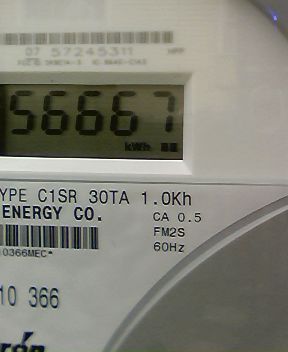 07 57245311
56667
kWh
YPE C1SR 30TA 1.0Kh
ENERGY CO. CA 0.5
FM2S
60Hz
0366MEC*
10 366
rón